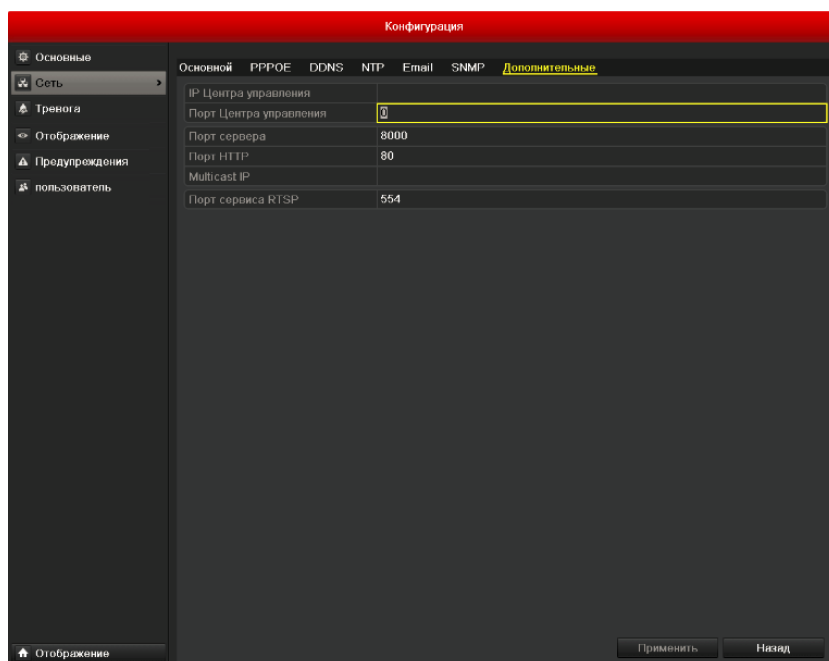 Конфигурация
Основные
Сеть
Тревога
Отображение
Предупреждения
пользователь
Отображение
Основной PPPOE DDNS NTP Email SNMP Дополнительные
IP Центра управления
Порт Центра управления 0
Порт сервера 8000
Порт HTTP 80
Multicast IP
Порт сервиса RTSP 554
Применить Назад